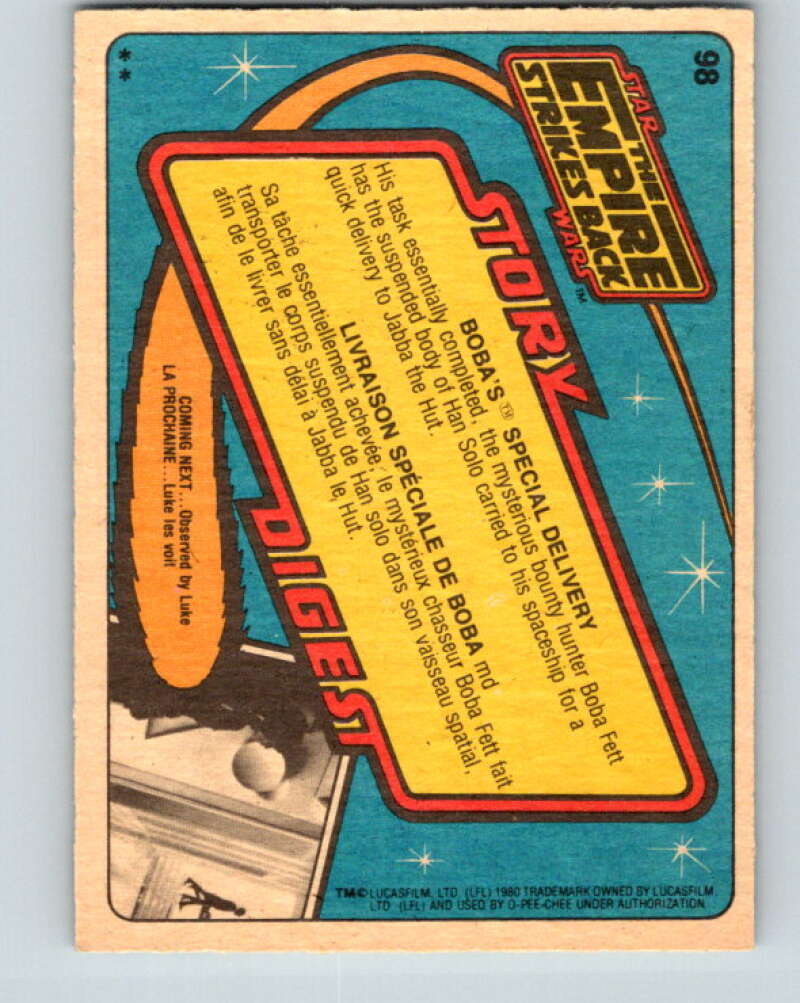 98
STAR
THE
EMPIRE
STRIKES BACK
WARS™
STORY
BOBA'S ™ SPECIAL DELIVERY
His task essentially completed, the mysterious bounty hunter Boba Fett
has the suspended body of Han Solo carried to his spaceship for a
quick delivery to Jabba the Hut.
LIVRAISON SPÉCIALE DE BOBA md
Sa tâche essentiellement achevée, le mystérieux chasseur Boba Fett fait
transporter le corps suspendu de Han solo dans son vaisseau spatial,
afin de le livrer sans délai à Jabba le Hut.
DIGEST
COMING NEXT...Observed by Luke
LA PROCHAINE...Luke les voit
TM© LUCASFILM, LTD. (LFL) 1980 TRADEMARK OWNED BY LUCASFILM,
LTD. (LFL) AND USED BY O-PEE-CHEE UNDER AUTHORIZATION.
**